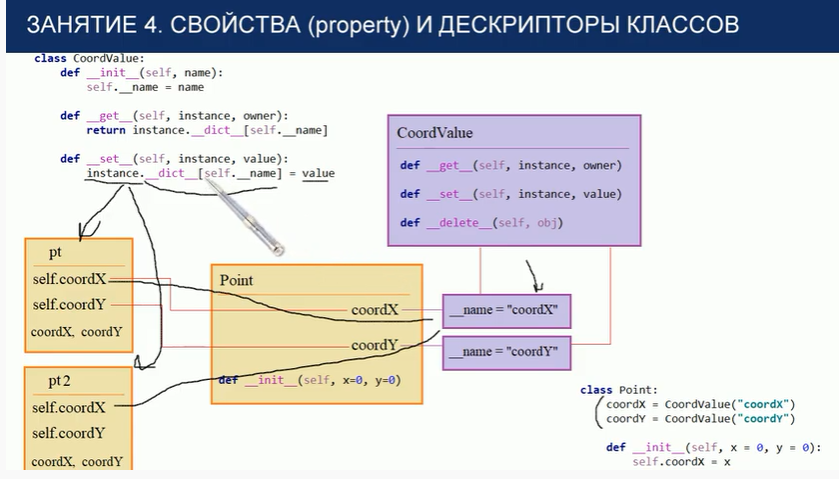 ЗАНЯТИЕ 4. СВОЙСТВА (property) И ДЕСКРИПТОРЫ КЛАССОВ
class CoordValue:
def __init__(self, name):
self.__name = name
def __get__(self, instance, owner):
return instance.__dict__[self.__name]
def __set__(self, instance, value):
instance.__dict__[self.__name] = value
CoordValue
def __get__(self, instance, owner)
def __set__(self, instance, value)
def __delete__(self, obj)
pt
self.coordX
self.coordY
coordX, coordY
Point
coordX
coordY
def __init__(self, x=0, y=0)
__name = "coordX"
__name = "coordY"
pt2
self.coordX
self.coordY
coordX, coordY
class Point:
coordX = CoordValue("coordX")
coordY = CoordValue("coordY")
def __init__(self, x = 0, y = 0):
self.coordX = x